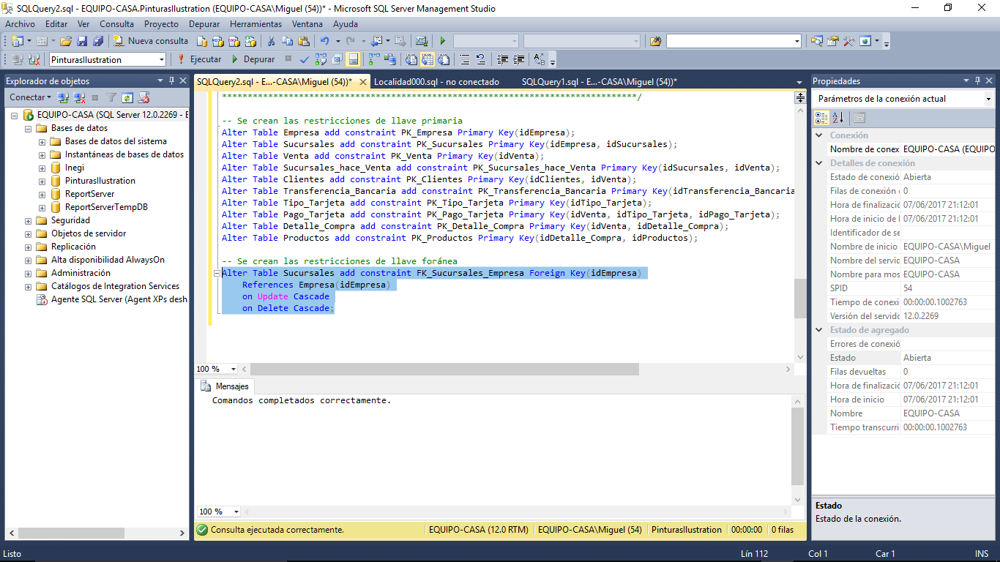 SQLQuery2.sql - EQUIPO-CASA.PinturasIlustration (EQUIPO-CASA\Miguel (54))* - Microsoft SQL Server Management Studio
Archivo Editar Ver Consulta Proyecto Depurar Herramientas Ventana Ayuda
Nueva consulta
PinturasIlustration Ejecutar Depurar
Explorador de objetos
Conectar
EQUIPO-CASA (SQL Server 12.0.2269 - E
Bases de datos
Bases de datos del sistema
Instantáneas de bases de datos
Inegi
PinturasIlustration
ReportServer
ReportServerTempDB
Seguridad
Objetos de servidor
Replicación
Alta disponibilidad AlwaysOn
Administración
Catálogos de Integration Services
Agente SQL Server (Agent XPs desh
SQLQuery2.sql - E...-CASA\Miguel (54))* Localidad000.sql - no conectado SQLQuery1.sql - E...-CASA\Miguel (54))*
*********************************************************************************/
-- Se crean las restricciones de llave primaria
Alter Table Empresa add constraint PK_Empresa Primary Key(idEmpresa);
Alter Table Sucursales add constraint PK_Sucursales Primary Key(idEmpresa, idSucursales);
Alter Table Venta add constraint PK_Venta Primary Key(idVenta);
Alter Table Sucursales_hace_Venta add constraint PK_Sucursales_hace_Venta Primary Key(idSucursales, idVenta);
Alter Table Clientes add constraint PK_Clientes Primary Key(idClientes, idVenta);
Alter Table Transferencia_Bancaria add constraint PK_Transferencia_Bancaria Primary Key(idTransferencia_Bancaria
Alter Table Tipo_Tarjeta add constraint PK_Tipo_Tarjeta Primary Key(idTipo_Tarjeta);
Alter Table Pago_Tarjeta add constraint PK_Pago_Tarjeta Primary Key(idVenta, idTipo_Tarjeta, idPago_Tarjeta);
Alter Table Detalle_Compra add constraint PK_Detalle_Compra Primary Key(idVenta, idDetalle_Compra);
Alter Table Productos add constraint PK_Productos Primary Key(idDetalle_Compra, idProductos);
-- Se crean las restricciones de llave foránea
Alter Table Sucursales add constraint FK_Sucursales_Empresa Foreign Key(idEmpresa)
References Empresa(idEmpresa)
on Update Cascade
on Delete Cascade;
100 %
Mensajes
Comandos completados correctamente.
100 %
Consulta ejecutada correctamente. EQUIPO-CASA (12.0 RTM) EQUIPO-CASA\Miguel (54) PinturasIlustration 00:00:00 0 filas
Propiedades
Parámetros de la conexión actual
Conexión
Nombre de conex EQUIPO-CASA (EQUIPO
Detalles de conexión
Estado de conexió Abierta
Filas de conexión 0
Hora de finalizació 07/06/2017 21:12:01
Hora de inicio de l 07/06/2017 21:12:01
Identificador de se
Nombre de inicio EQUIPO-CASA\Miguel
Nombre del servid EQUIPO-CASA
Nombre para mos EQUIPO-CASA
SPID 54
Tiempo de conexi 00:00:00.1002763
Versión del servidc 12.0.2269
Estado de agregado
Errores de conexió
Estado Abierta
Filas devueltas 0
Hora de finalizació 07/06/2017 21:12:01
Hora de inicio 07/06/2017 21:12:01
Nombre EQUIPO-CASA
Tiempo transcurri 00:00:00.1002763
Estado
Estado de la conexión.
Listo Lín 112 Col 1 Car 1 INS